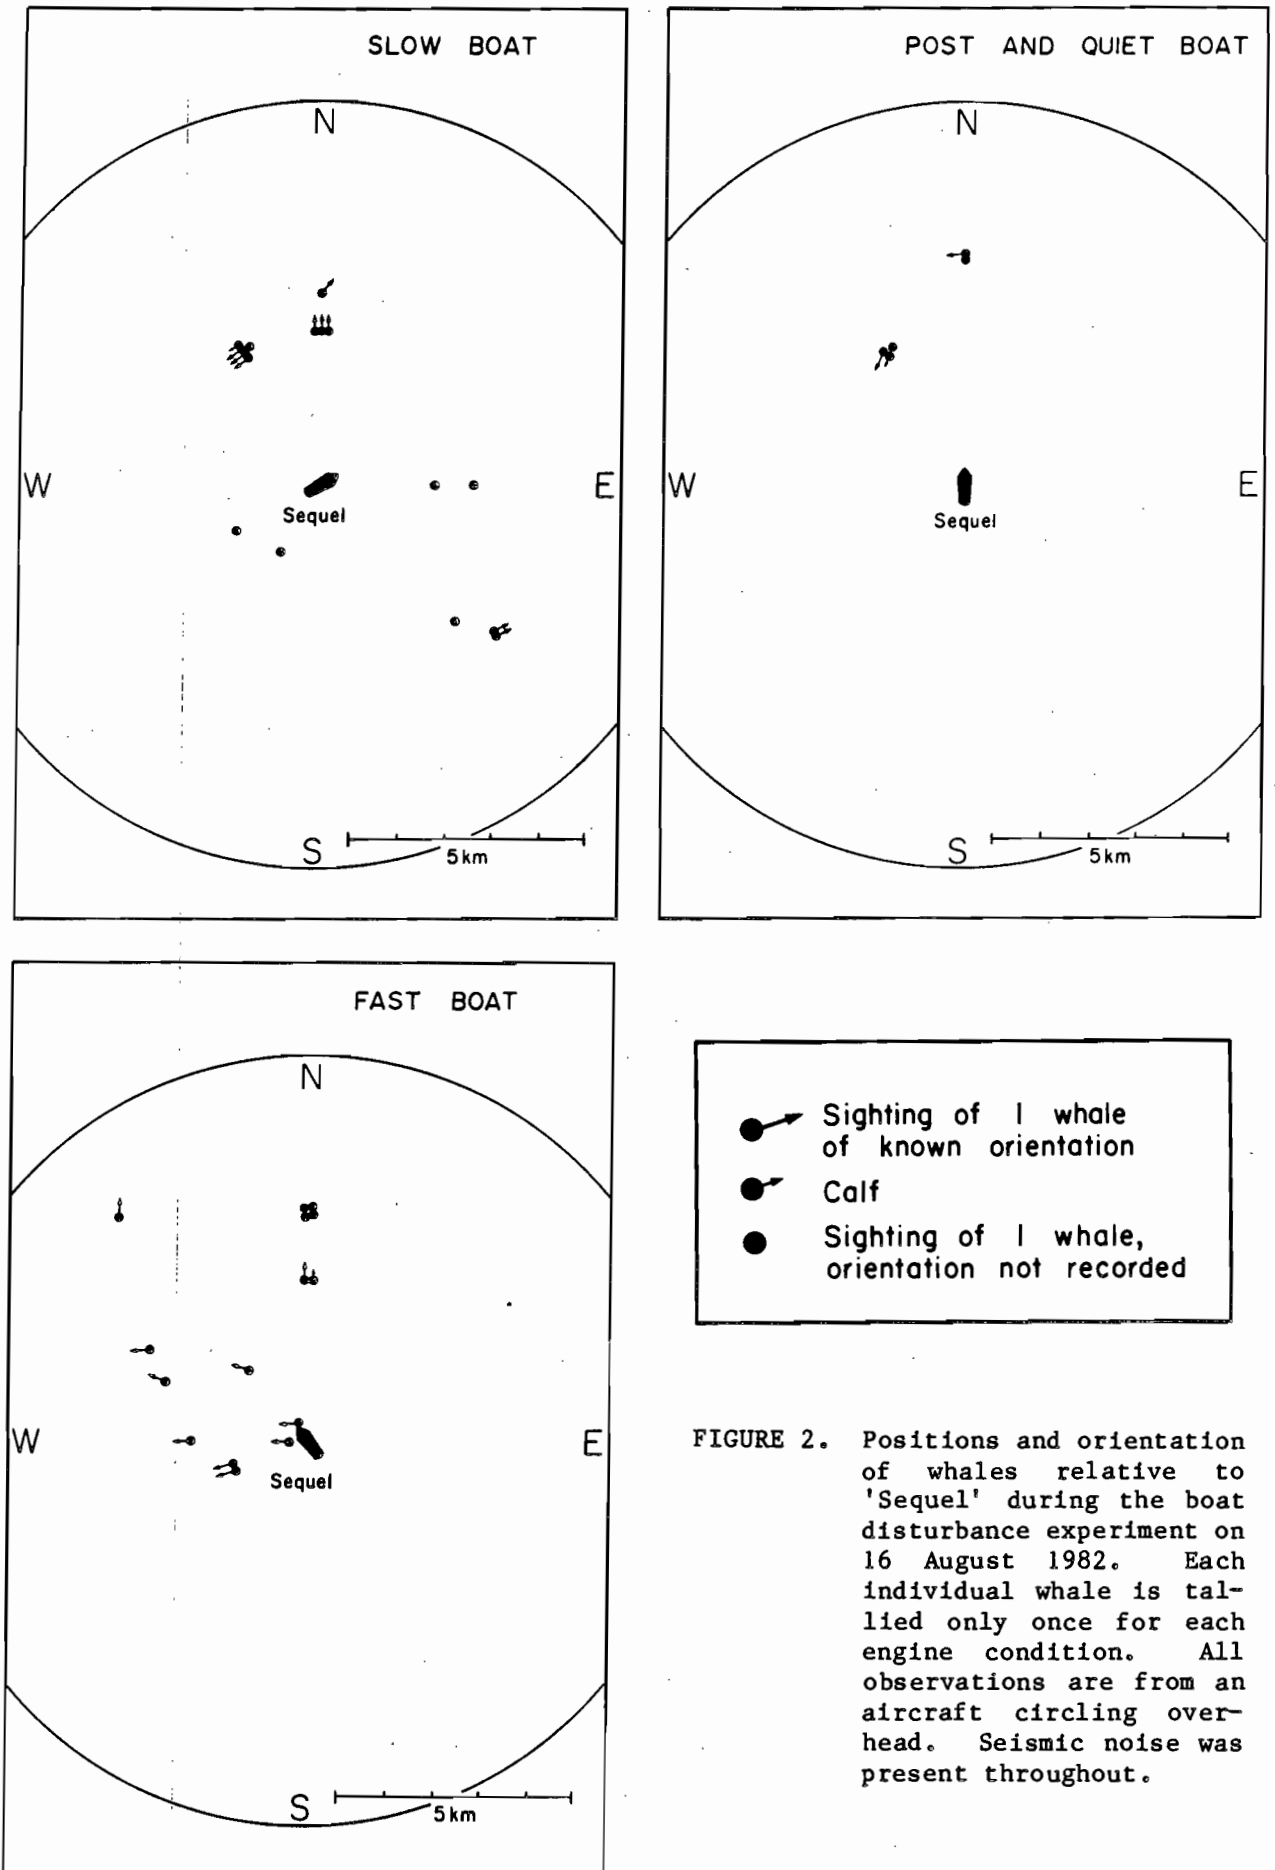 SLOW BOAT
N
W
E
Sequel
S
5km
POST AND QUIET BOAT
N
W
E
Sequel
S
5km
FAST BOAT
N
W
E
Sequel
S
5km
Sighting of 1 whale
of known orientation
Calf
Sighting of 1 whale,
orientation not recorded
FIGURE 2. Positions and orientation
of whales relative to
'Sequel' during the boat
disturbance experiment on
16 August 1982. Each
individual whale is tal-
lied only once for each
engine condition. All
observations are from an
aircraft circling over-
head. Seismic noise was
present throughout.